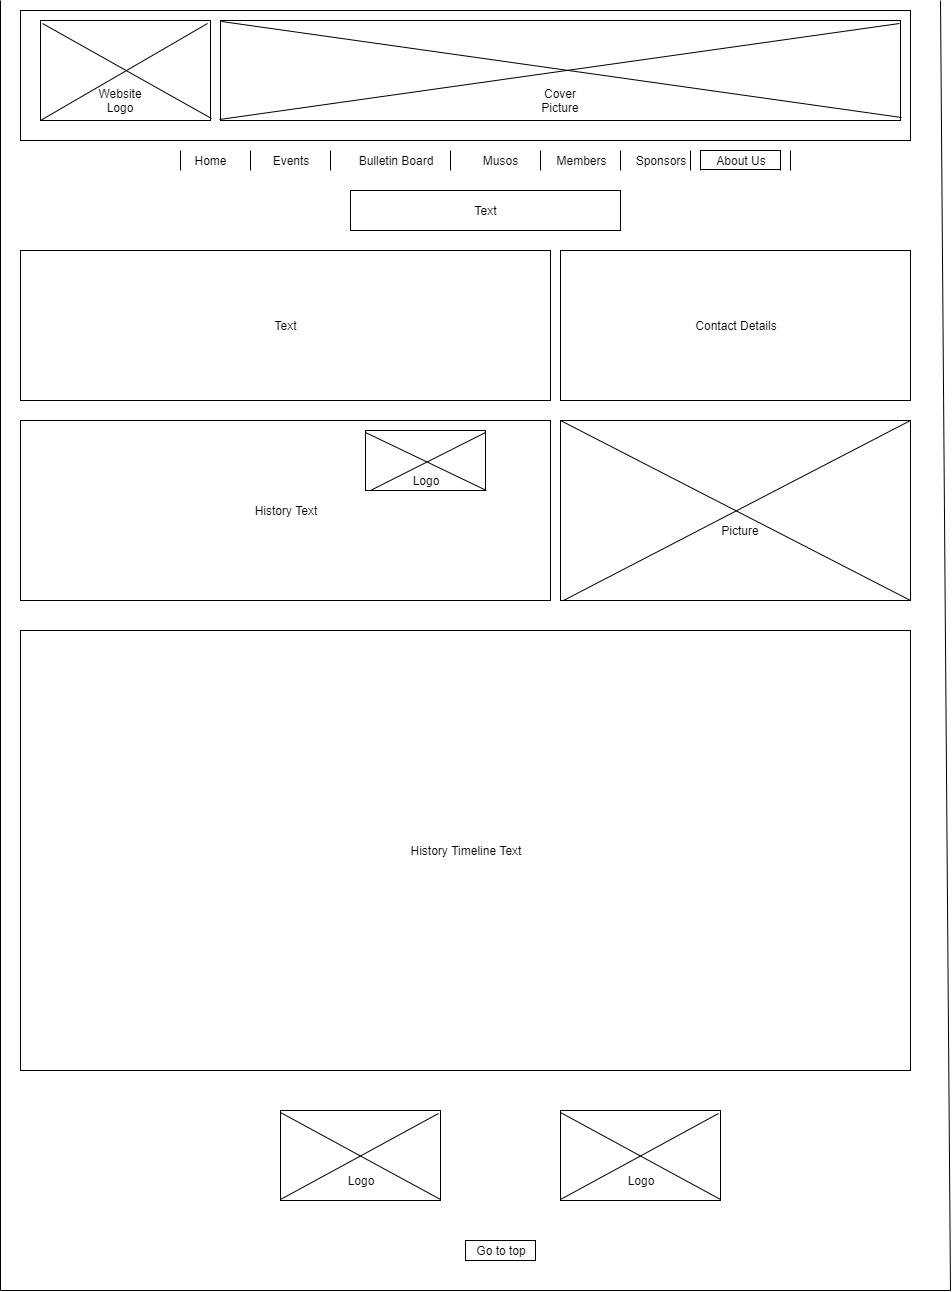 Website
Logo
Cover
Picture
Home Events Bulletin Board Musos Members Sponsors About Us
Text
Text
Contact Details
Logo
History Text
Picture
History Timeline Text
Logo
Logo
Go to top